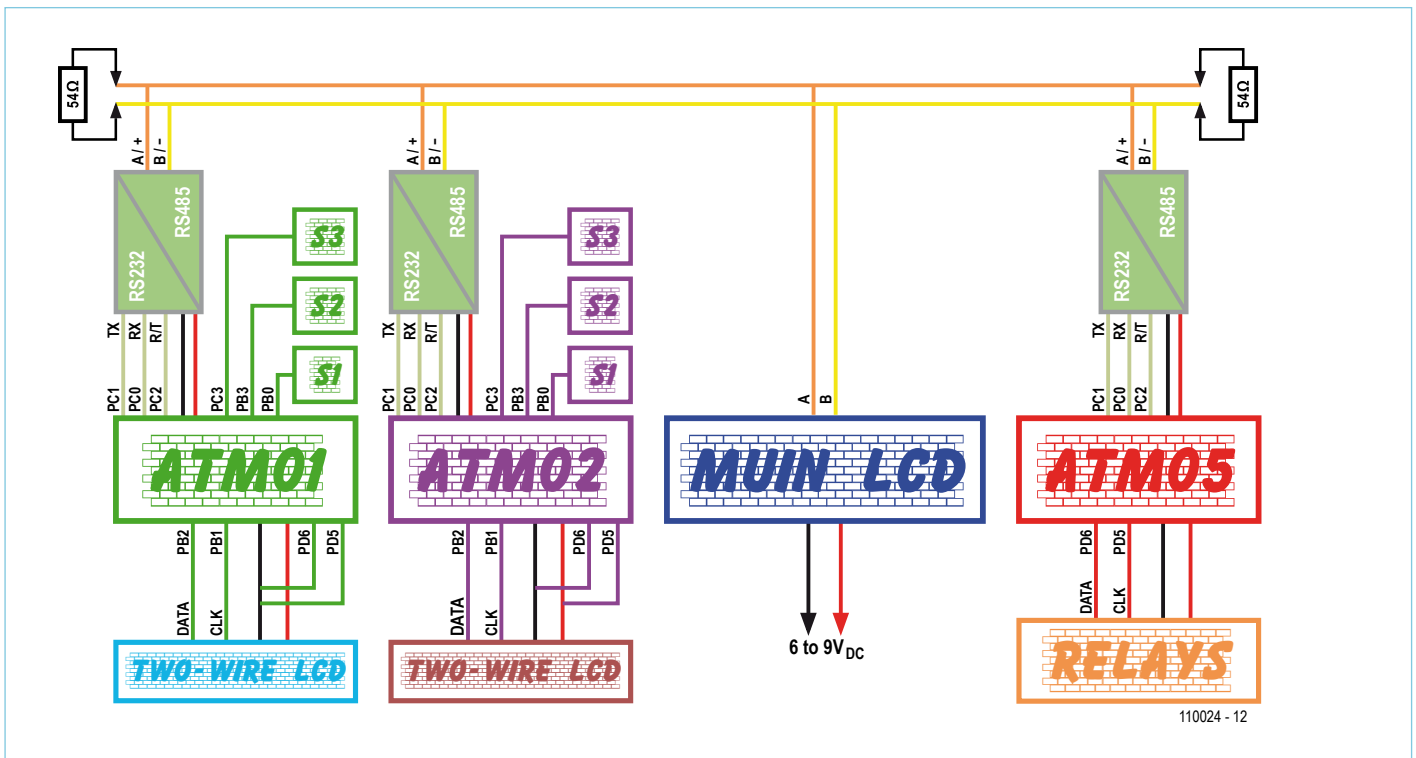 54Ω
54Ω
A / +
B / −
A / +
B / −
A / +
B / −
RS232
RS485
S3
S2
S1
RS232
RS485
S3
S2
S1
A
B
RS232
RS485
TX
RX
R/T
PC1
PC0
PC2
PC3
PB3
PB0
TX
RX
R/T
PC1
PC0
PC2
PC3
PB3
PB0
TX
RX
R/T
PC1
PC0
PC2
ATM01
ATM02
MUIN LCD
ATM05
PB2
PB1
PD6
PD5
DATA
CLK
PB2
PB1
PD6
PD5
DATA
CLK
6 to 9VDC
PD6
PD5
DATA
CLK
TWO-WIRE LCD
TWO-WIRE LCD
RELAYS
110024 - 12